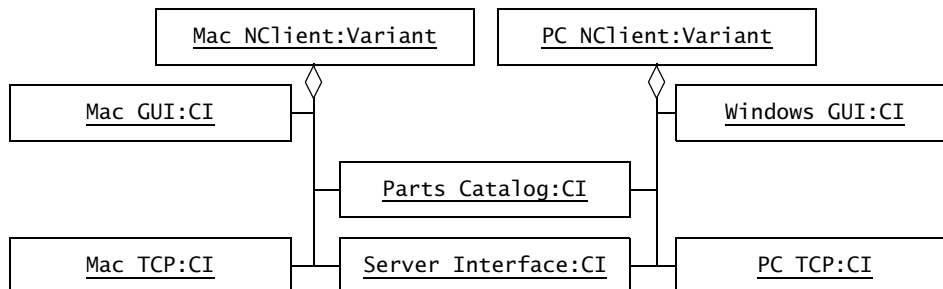 Mac NClient:Variant
PC NClient:Variant
Mac GUI:CI
Windows GUI:CI
Parts Catalog:CI
Mac TCP:CI
Server Interface:CI
PC TCP:CI